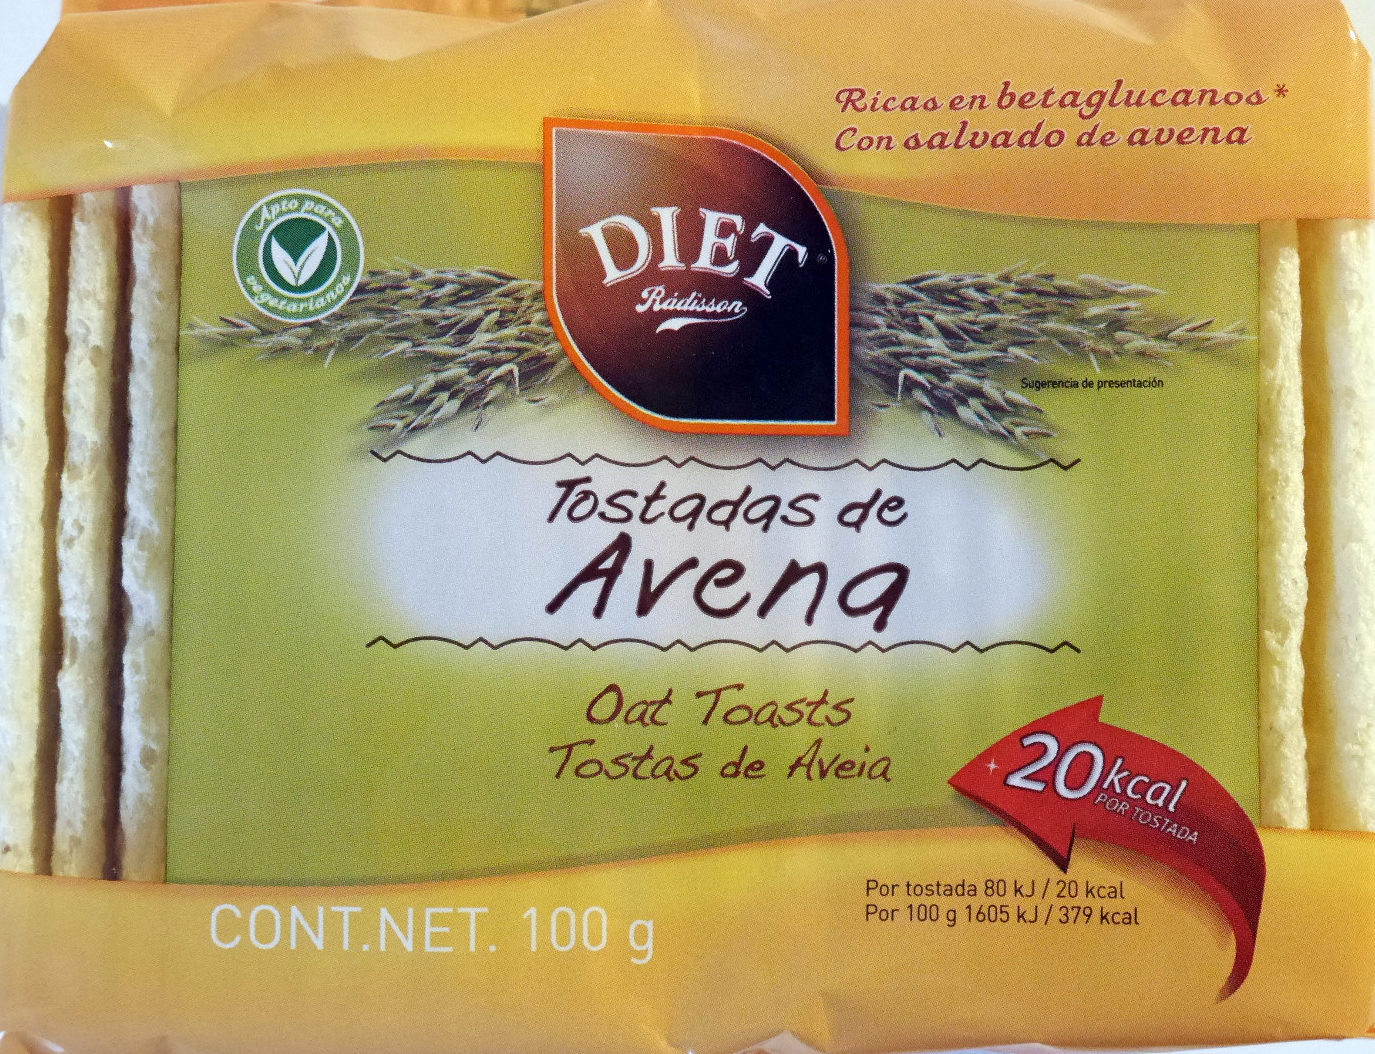 Ricas en betaglucanos*
Con salvado de avena
Apto para
vegetarianos
DIET®
Rádisson
Sugerencia de presentación
Tostadas de
Avena
Oat Toasts
Tostas de Aveia
20 kcal
POR TOSTADA
Por tostada 80 kJ / 20 kcal
Por 100 g 1605 kJ / 379 kcal
CONT.NET. 100 g